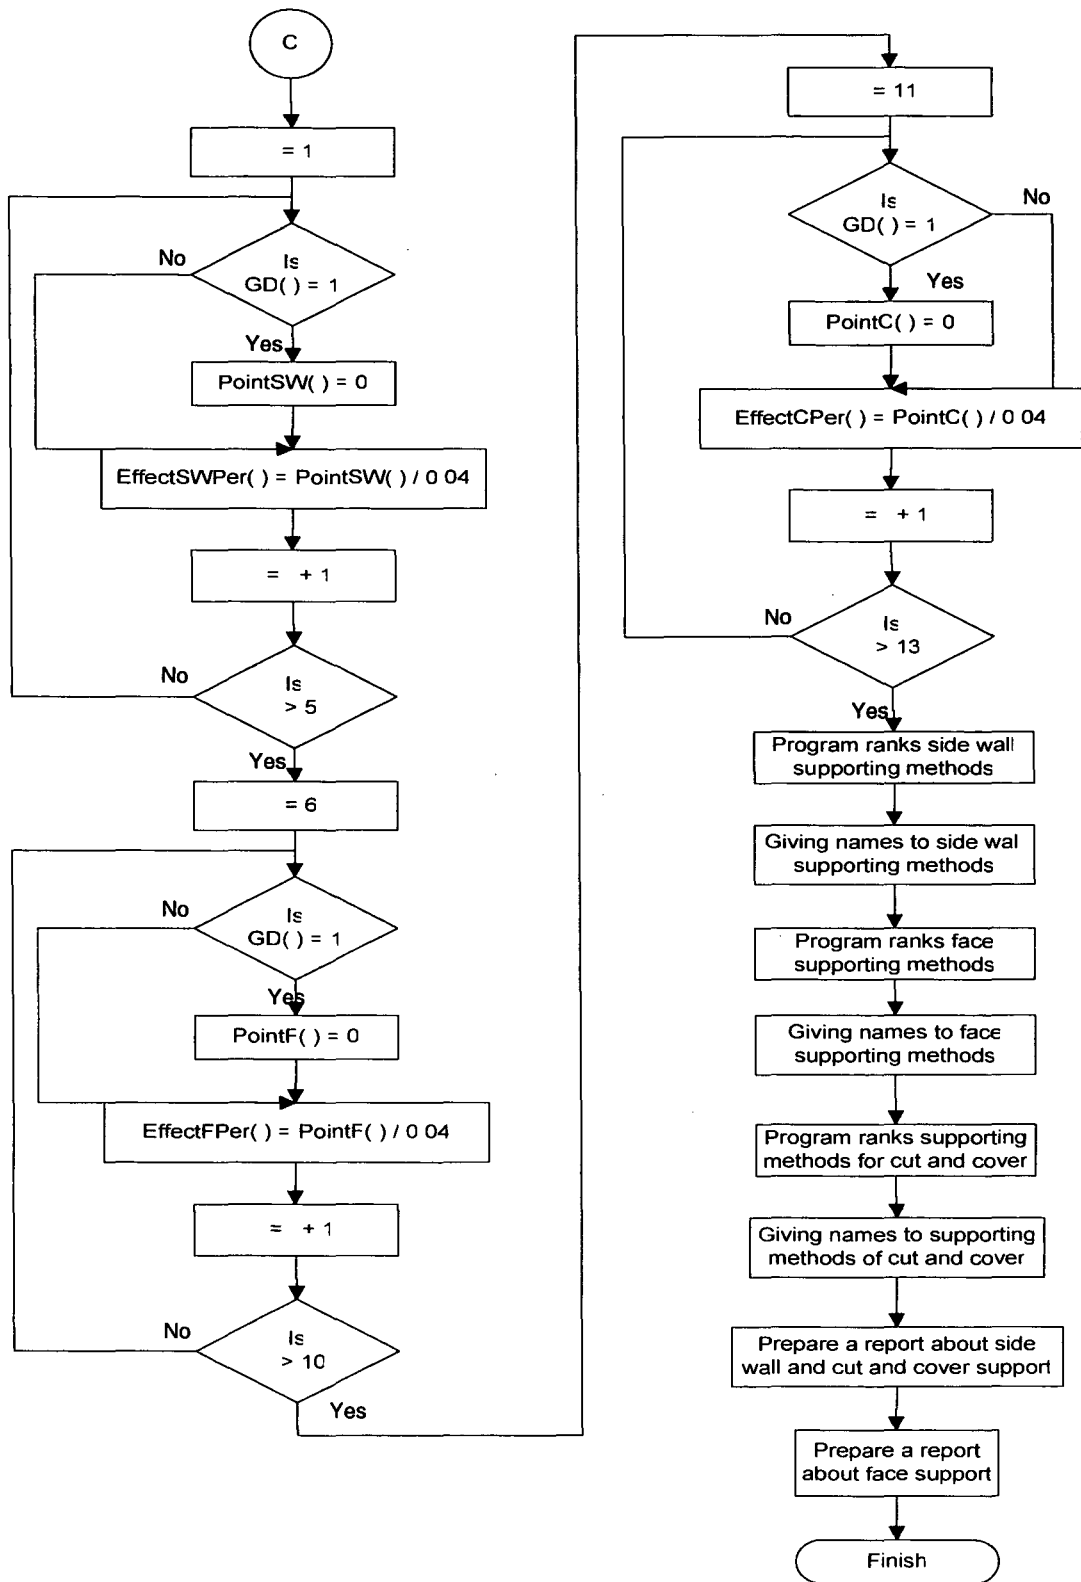 C
= 1
Is
GD( ) = 1
No
Yes
PointSW( ) = 0
EffectSWPer( ) = PointSW( ) / 0 04
= + 1
Is
> 5
No
Yes
= 6
Is
GD( ) = 1
No
Yes
PointF( ) = 0
EffectFPer( ) = PointF( ) / 0 04
= + 1
Is
> 10
No
Yes
= 11
Is
GD( ) = 1
No
Yes
PointC( ) = 0
EffectCPer( ) = PointC( ) / 0 04
= + 1
Is
> 13
No
Yes
Program ranks side wall
supporting methods
Giving names to side wal
supporting methods
Program ranks face
supporting methods
Giving names to face
supporting methods
Program ranks supporting
methods for cut and cover
Giving names to supporting
methods of cut and cover
Prepare a report about side
wall and cut and cover support
Prepare a report
about face support
Finish